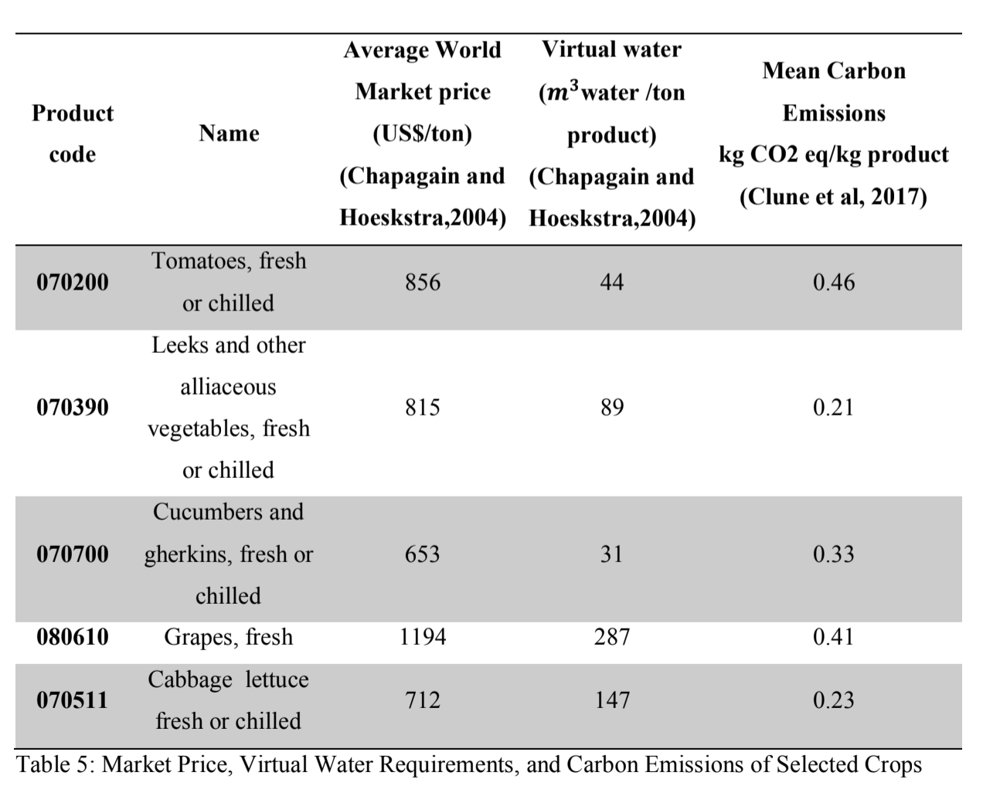 Product
code
Name
Average World
Market price
(US$/ton)
(Chapagain and
Hoeskstra,2004)
Virtual water
(m³water /ton
product)
(Chapagain and
Hoeskstra,2004)
Mean Carbon
Emissions
kg CO2 eq/kg product
(Clune et al, 2017)
070200
Tomatoes, fresh
or chilled
856
44
0.46
070390
Leeks and other
alliaceous
vegetables, fresh
or chilled
815
89
0.21
070700
Cucumbers and
gherkins, fresh or
chilled
653
31
0.33
080610
Grapes, fresh
1194
287
0.41
070511
Cabbage lettuce
fresh or chilled
712
147
0.23
Table 5: Market Price, Virtual Water Requirements, and Carbon Emissions of Selected Crops